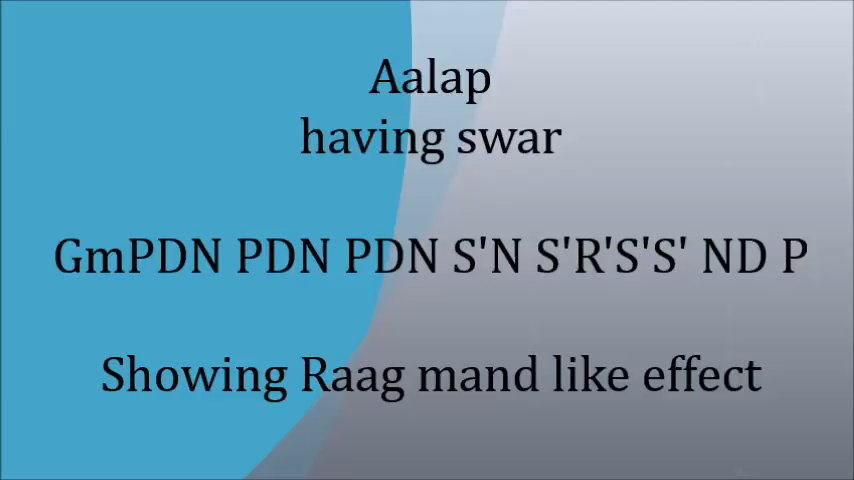 Aalap
having swar
GmPDN PDN PDN S'N S'R'S'S' ND P
Showing Raag mand like effect